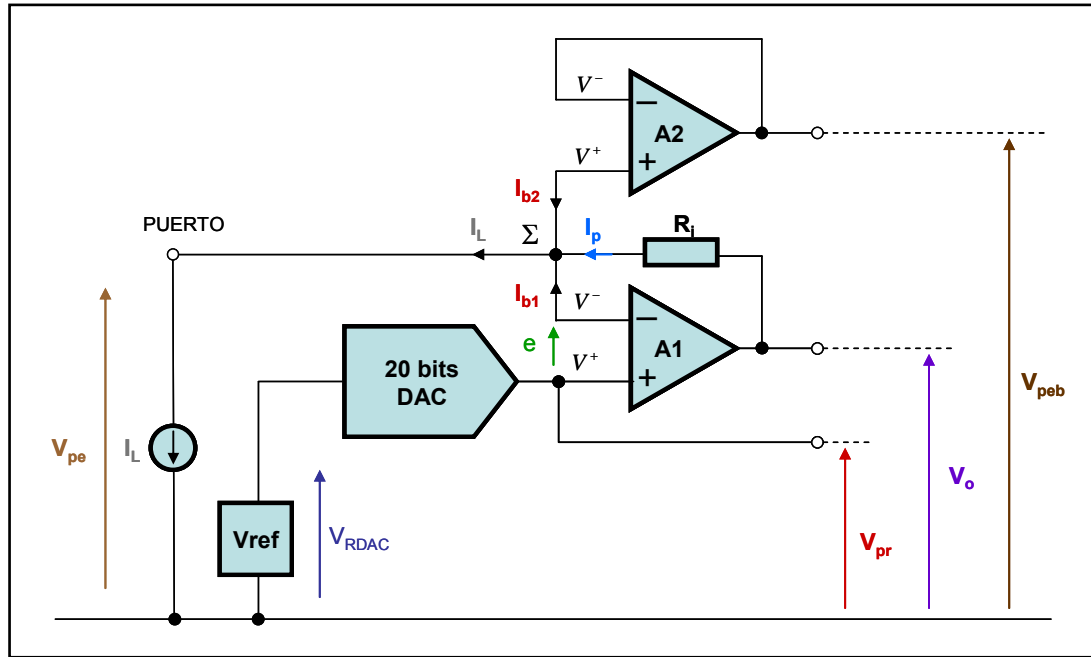 V⁻
A2
V⁺
I_b2
PUERTO
I_L
Σ
I_p
R_i
I_b1
V⁻
e
A1
20 bits
DAC
V⁺
V_peb
V_pe
I_L
V_o
Vref
V_RDAC
V_pr